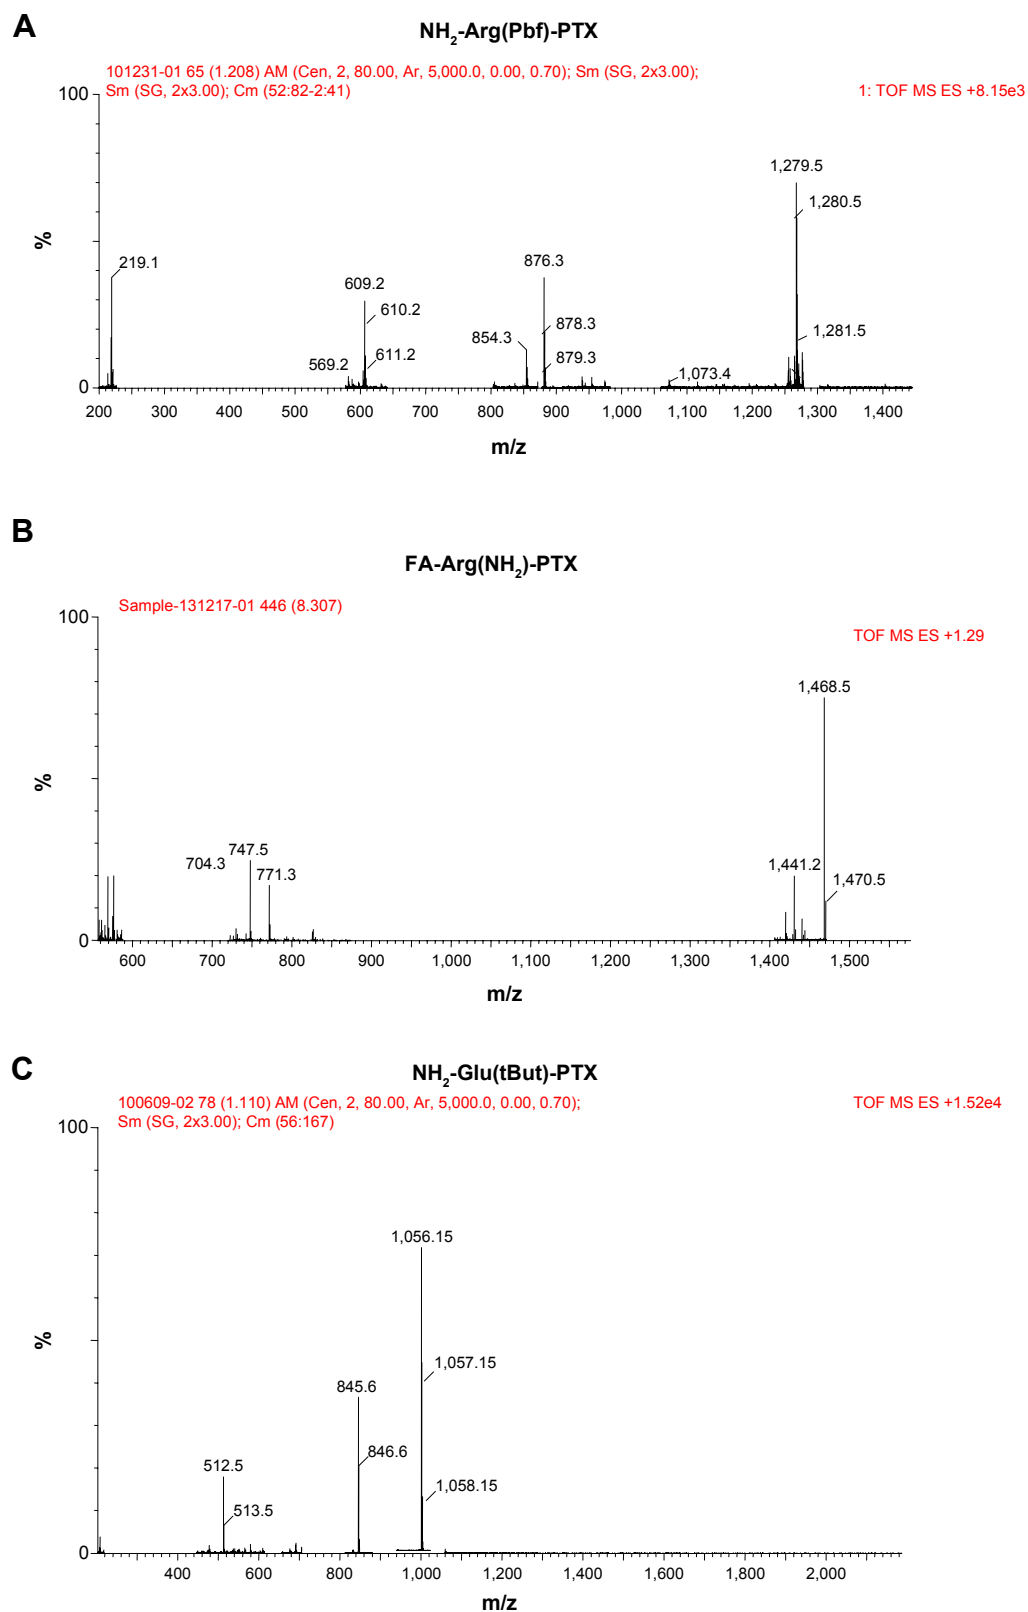 A
NH2-Arg(Pbf)-PTX
101231-01 65 (1.208) AM (Cen, 2, 80.00, Ar, 5,000.0, 0.00, 0.70); Sm (SG, 2x3.00);
Sm (SG, 2x3.00); Cm (52:82-2:41)
1: TOF MS ES +8.15e3
100
%
0
1,279.5
1,280.5
1,281.5
219.1
609.2
610.2
611.2
569.2
876.3
878.3
879.3
854.3
1,073.4
200 300 400 500 600 700 800 900 1,000 1,100 1,200 1,300 1,400
m/z
B
FA-Arg(NH2)-PTX
Sample-131217-01 446 (8.307)
TOF MS ES +1.29
100
%
0
1,468.5
1,470.5
1,441.2
704.3
747.5
771.3
600 700 800 900 1,000 1,100 1,200 1,300 1,400 1,500
m/z
C
NH2-Glu(tBut)-PTX
100609-02 78 (1.110) AM (Cen, 2, 80.00, Ar, 5,000.0, 0.00, 0.70);
Sm (SG, 2x3.00); Cm (56:167)
TOF MS ES +1.52e4
100
%
0
1,056.15
1,057.15
1,058.15
845.6
846.6
512.5
513.5
400 600 800 1,000 1,200 1,400 1,600 1,800 2,000
m/z